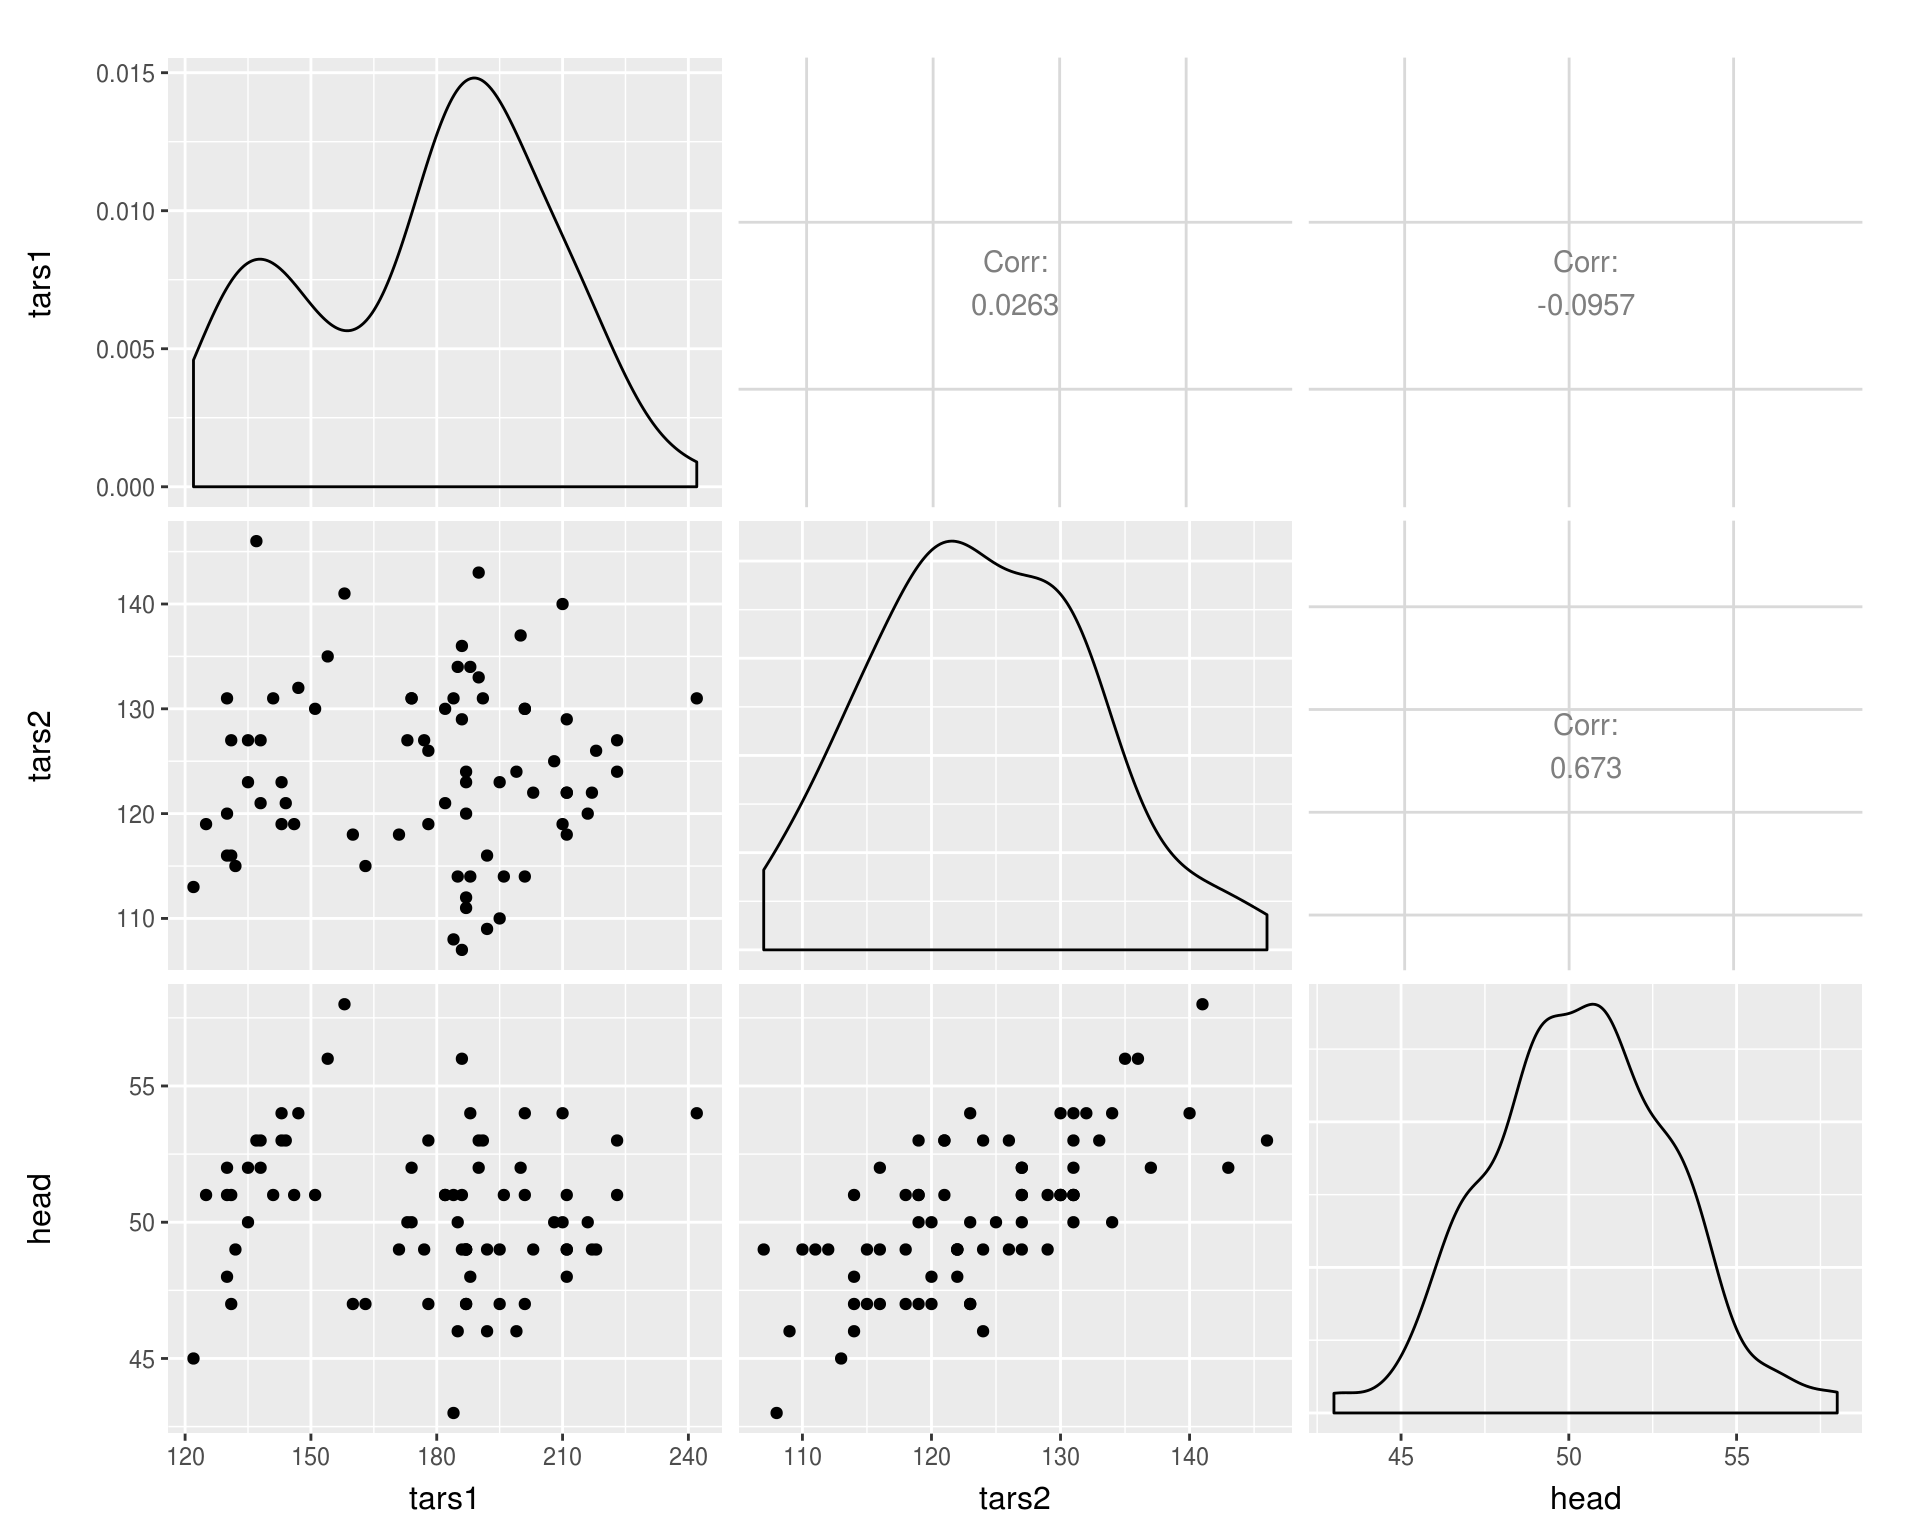 0.015
0.010
0.005
0.000
tars1
Corr:
0.0263
Corr:
-0.0957
140
130
120
110
tars2
Corr:
0.673
55
50
45
head
120 150 180 210 240
110 120 130 140
45 50 55
tars1 tars2 head